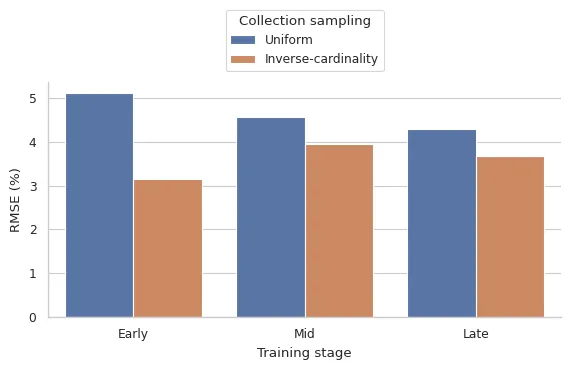 Collection sampling
Uniform
Inverse-cardinality
5
4
3
2
1
0
RMSE (%)
Early
Mid
Late
Training stage